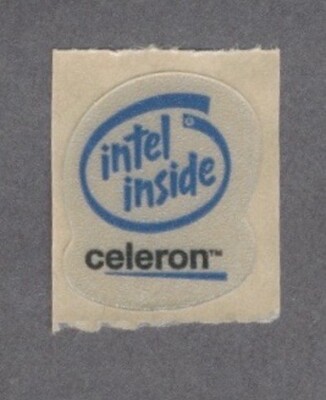 intel
inside
celeron™